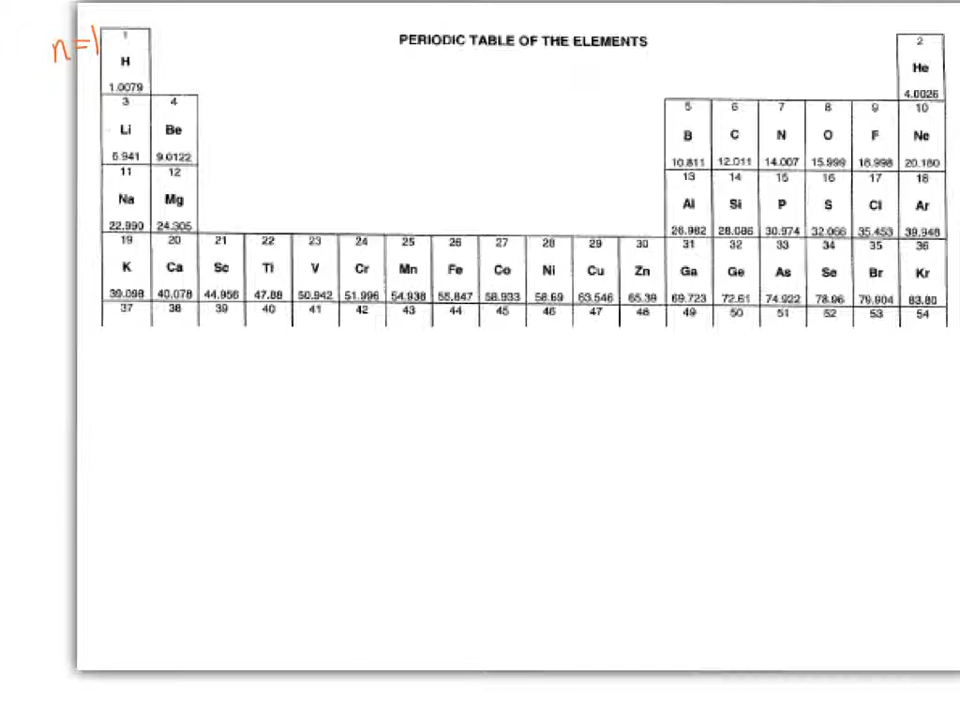 n=1
PERIODIC TABLE OF THE ELEMENTS
1 2
H He
1.0079 4.0026
3 4 5 6 7 8 9 10
Li Be B C N O F Ne
6.941 9.0122 10.811 12.011 14.007 15.999 18.998 20.180
11 12 13 14 15 16 17 18
Na Mg Al Si P S Cl Ar
22.990 24.305 26.982 28.086 30.974 32.066 35.453 39.948
19 20 21 22 23 24 25 26 27 28 29 30 31 32 33 34 35 36
K Ca Sc Ti V Cr Mn Fe Co Ni Cu Zn Ga Ge As Se Br Kr
39.098 40.078 44.956 47.88 50.942 51.996 54.938 55.847 58.933 58.69 63.546 65.39 69.723 72.61 74.922 78.96 79.904 83.80
37 38 39 40 41 42 43 44 45 46 47 48 49 50 51 52 53 54